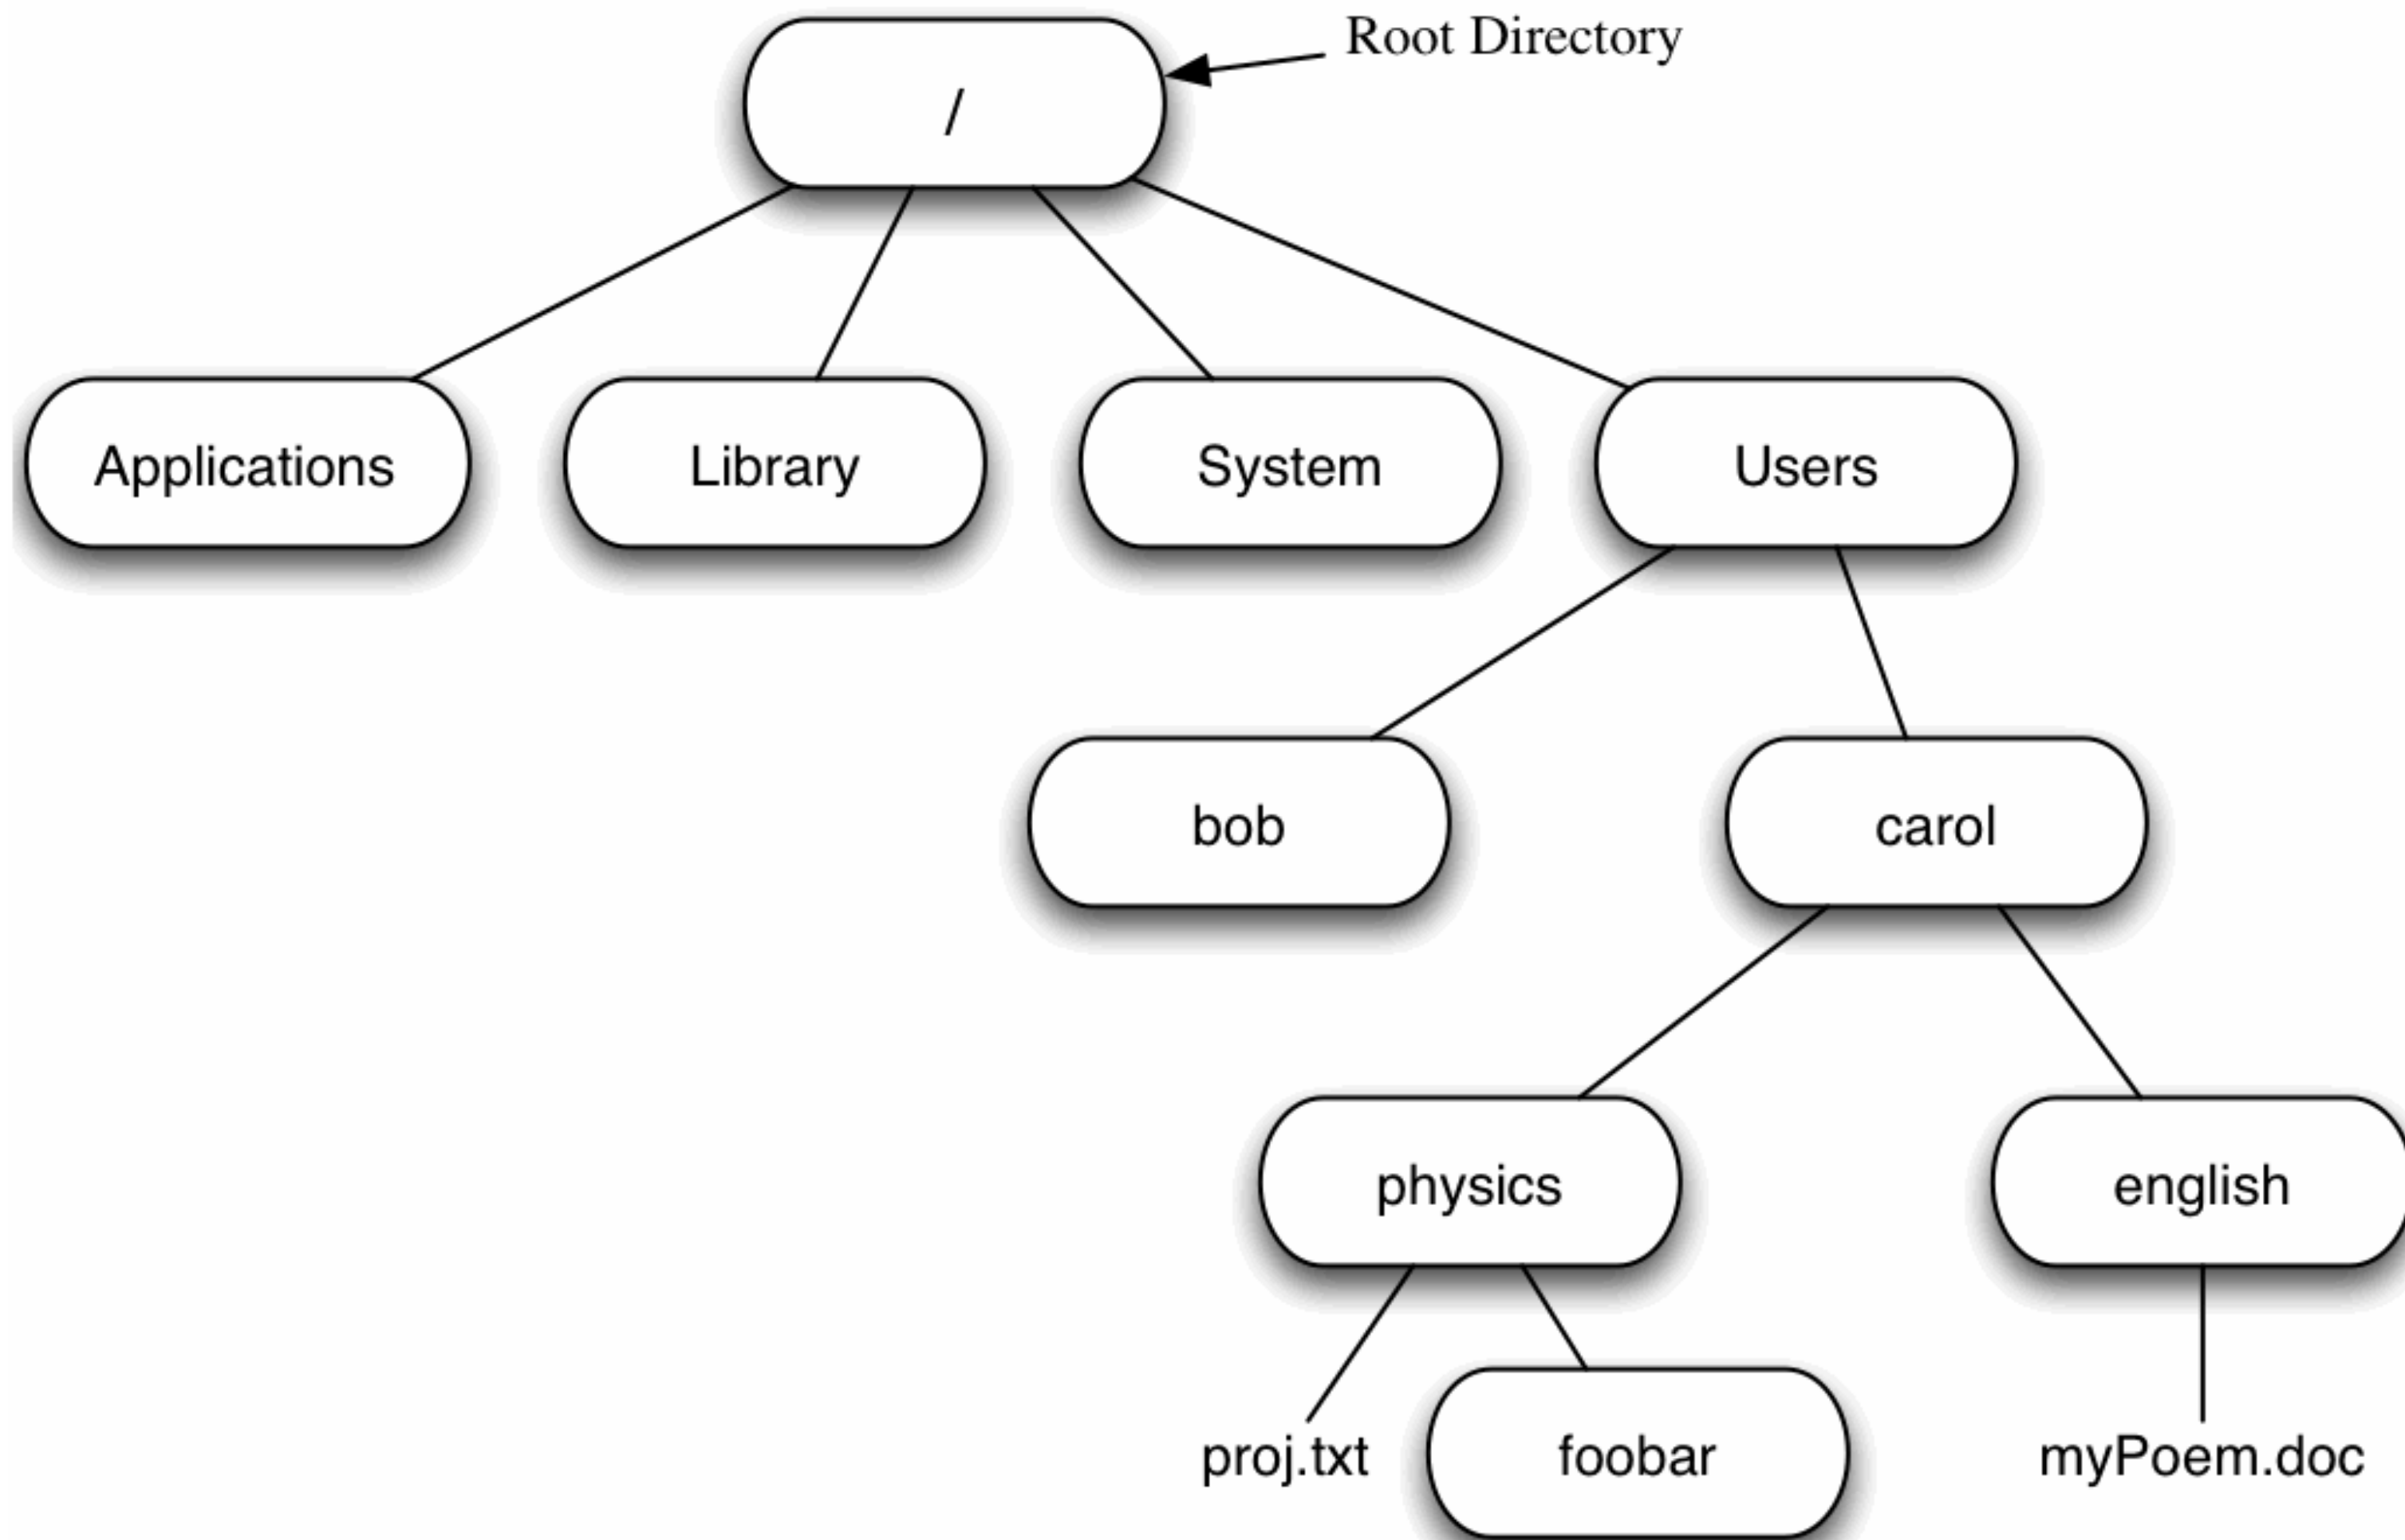 Root Directory
/
Applications
Library
System
Users
bob
carol
physics
english
proj.txt
foobar
myPoem.doc